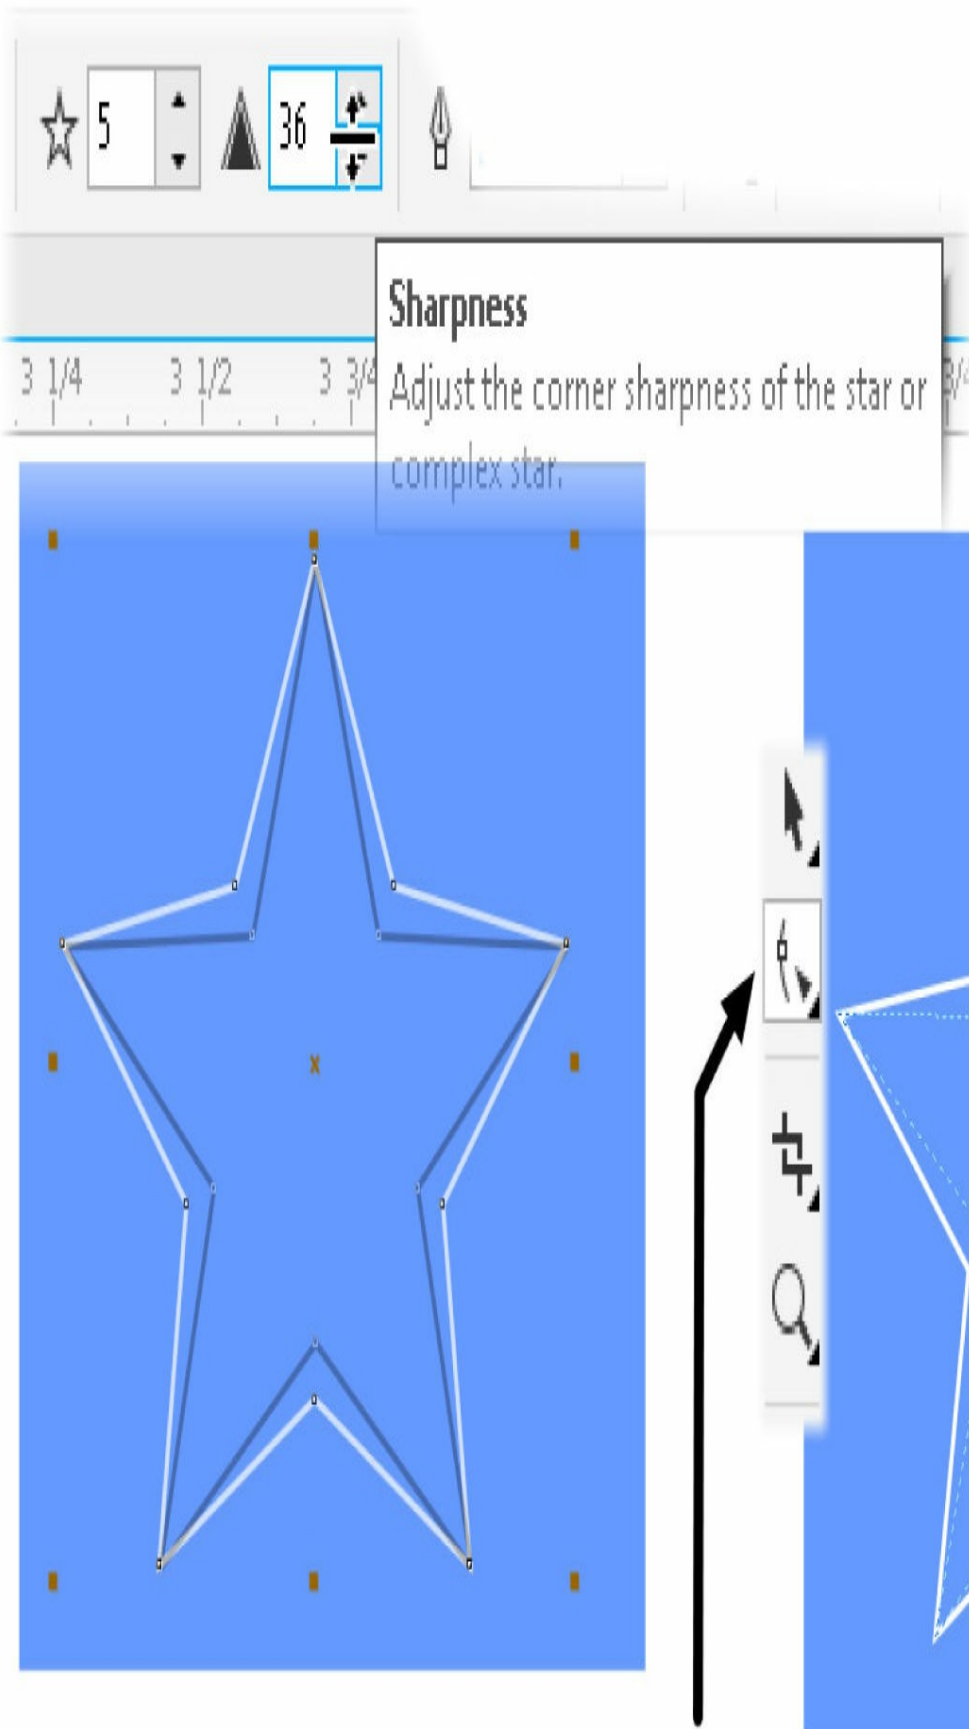 5 36
Sharpness
3 1/4 3 1/2 3 3/4
Adjust the corner sharpness of the star or
complex star.